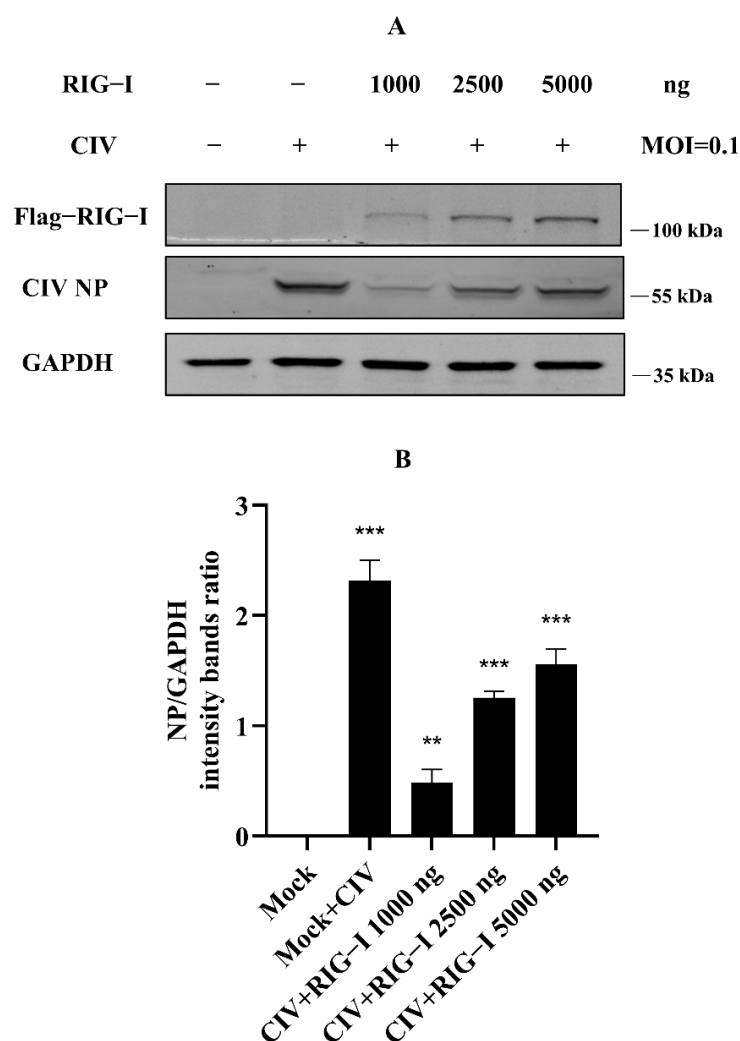 A
RIG−I − − 1000 2500 5000 ng
CIV − + + + + MOI=0.1
Flag−RIG−I
100 kDa
CIV NP
55 kDa
GAPDH
35 kDa
B
NP/GAPDH
intensity bands ratio
3
2
1
0
***
**
***
***
Mock
Mock+CIV
CIV+RIG−I 1000 ng
CIV+RIG−I 2500 ng
CIV+RIG−I 5000 ng